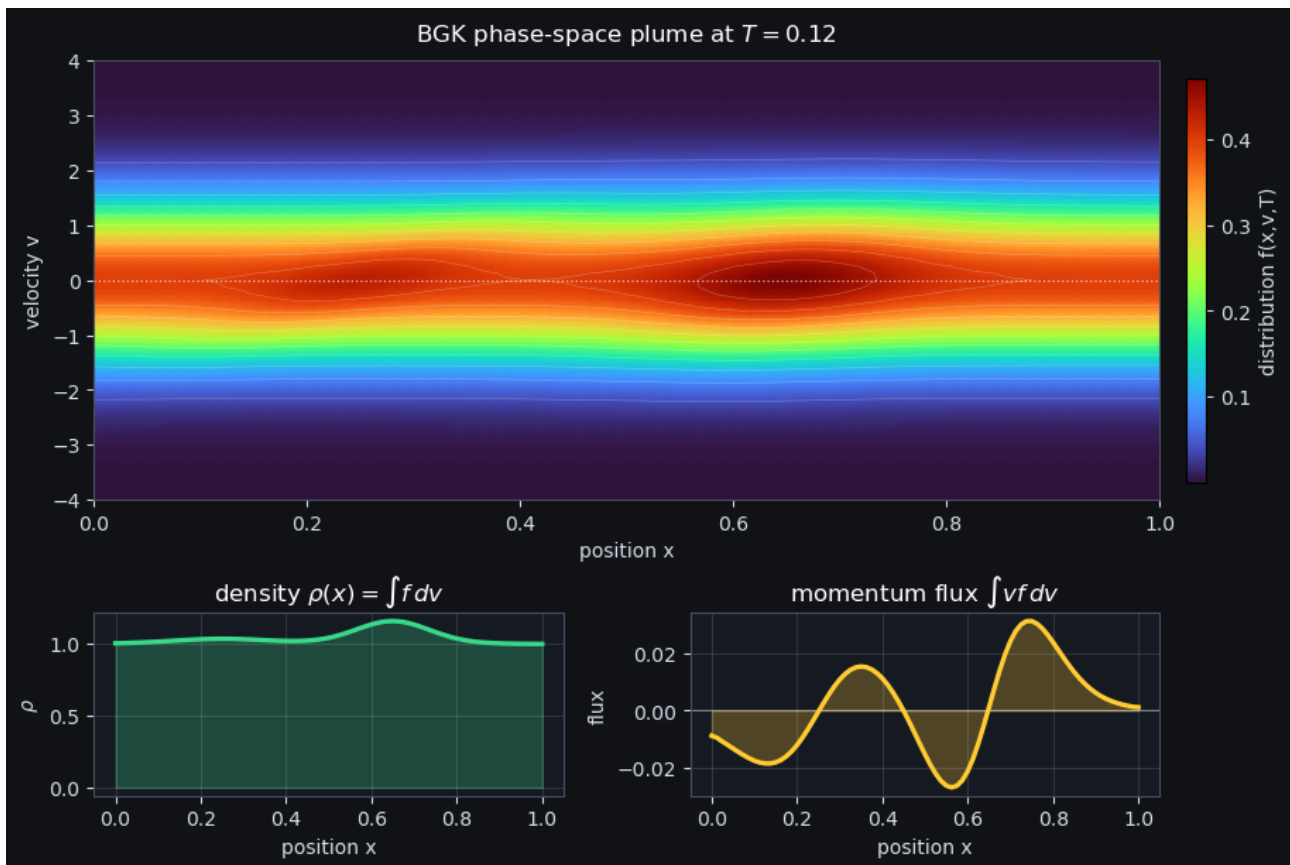 BGK phase-space plume at T = 0.12
4
3
2
1
0
−1
−2
−3
−4
velocity v
0.0 0.2 0.4 0.6 0.8 1.0
position x
0.4
0.3
0.2
0.1
distribution f(x,v,T)
density ρ(x) = ∫f dv
1.0
0.5
0.0
ρ
0.0 0.2 0.4 0.6 0.8 1.0
position x
momentum flux ∫vf dv
0.02
0.00
−0.02
flux
0.0 0.2 0.4 0.6 0.8 1.0
position x